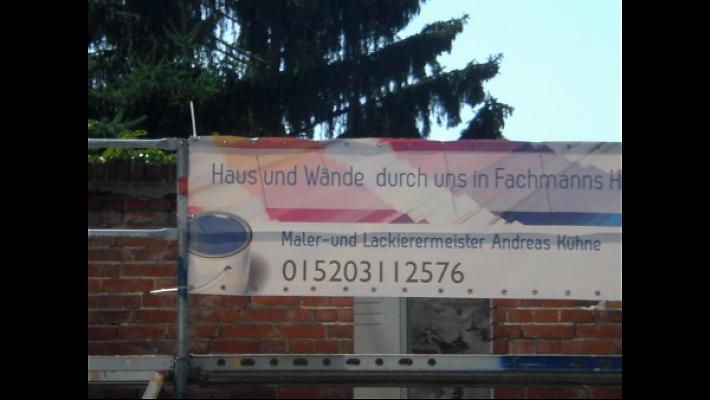 Haus und Wände durch uns in Fachmanns H
Maler-und Lackierermeister Andreas Kühne
015203112576